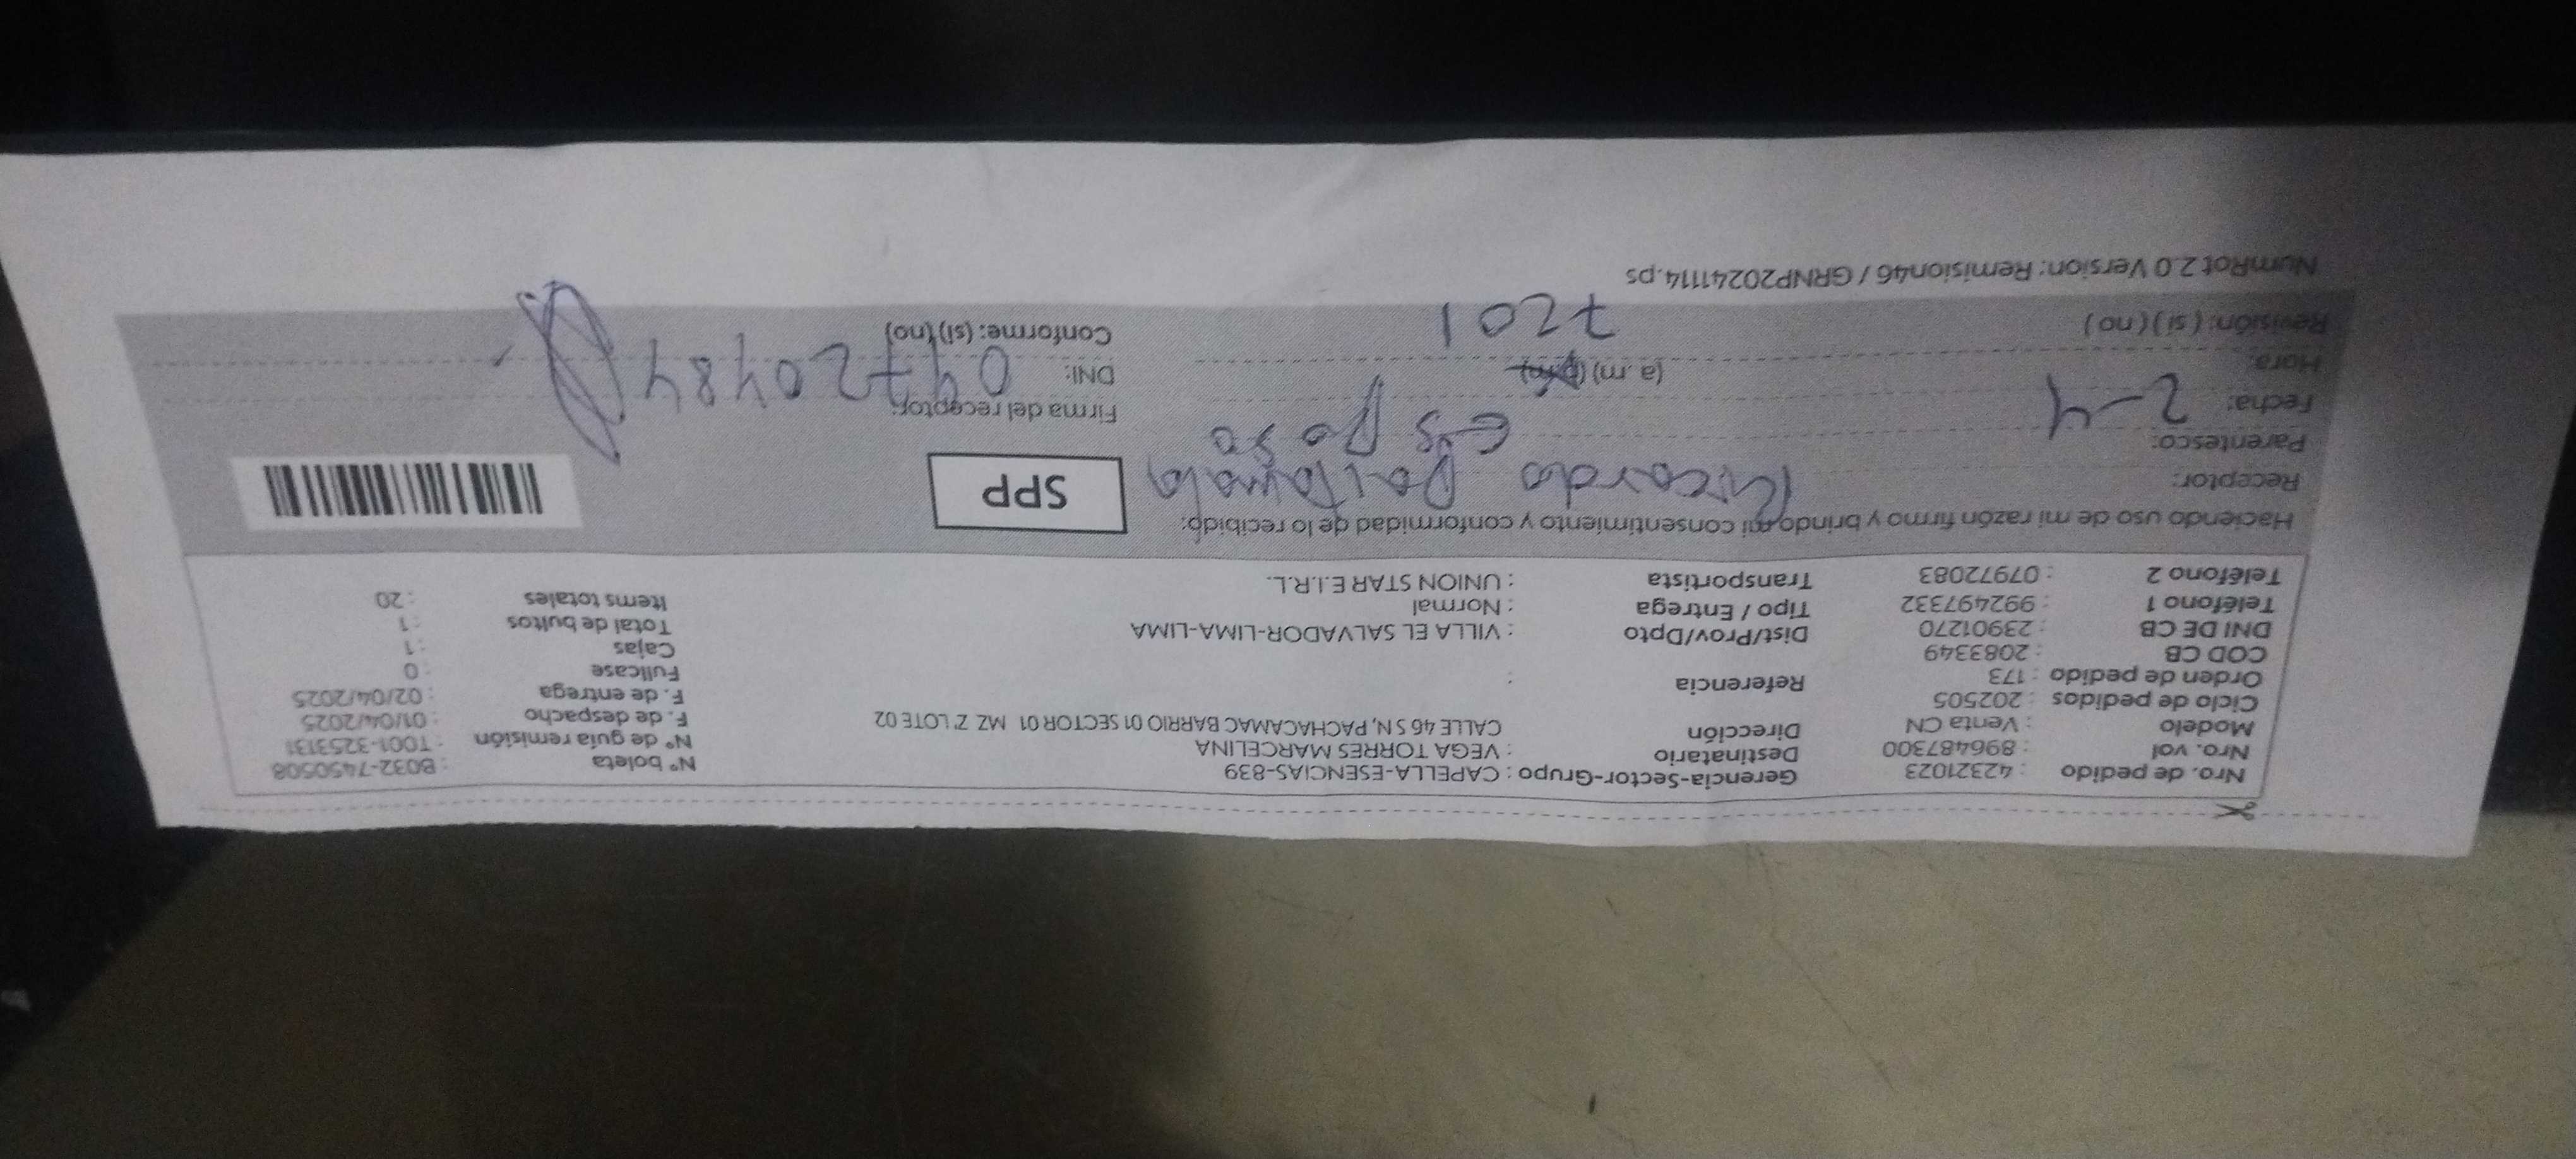 Nro. de pedido : 42321023 Gerencia-Sector-Grupo : CAPELLA-ESENCIAS-839 N° boleta : B032-7450508
Nro. vol : 896487300 Destinatario : VEGA TORRES MARCELINA N° de guía remisión : T001-3253131
Modelo : Venta CN Dirección CALLE 46 S N, PACHACAMAC BARRIO 01 SECTOR 01 MZ Z' LOTE 02 F. de despacho : 01/04/2025
Ciclo de pedidos : 202505 F. de entrega : 02/04/2025
Orden de pedido : 173 Referencia : Fullcase : 0
COD CB : 2083349 Cajas : 1
DNI DE CB : 23901270 Dist/Prov/Dpto : VILLA EL SALVADOR-LIMA-LIMA Total de bultos : 1
Teléfono 1 : 992497332 Tipo / Entrega : Normal Items totales : 20
Teléfono 2 : 07972083 Transportista : UNION STAR E.I.R.L.
Haciendo uso de mi razón firmo y brindo mi consentimiento y conformidad de lo recibido:
SPP
Receptor: Ricardo
Parentesco: esposo
Fecha: 2-4 Firma del receptor:
Hora: (a. m) (p.m) DNI:
Revisión: ( si ) ( no ) 7201 Conforme: (si) (no)
NumRot 2.0 Version: Remision46 / GRNP20241114.ps